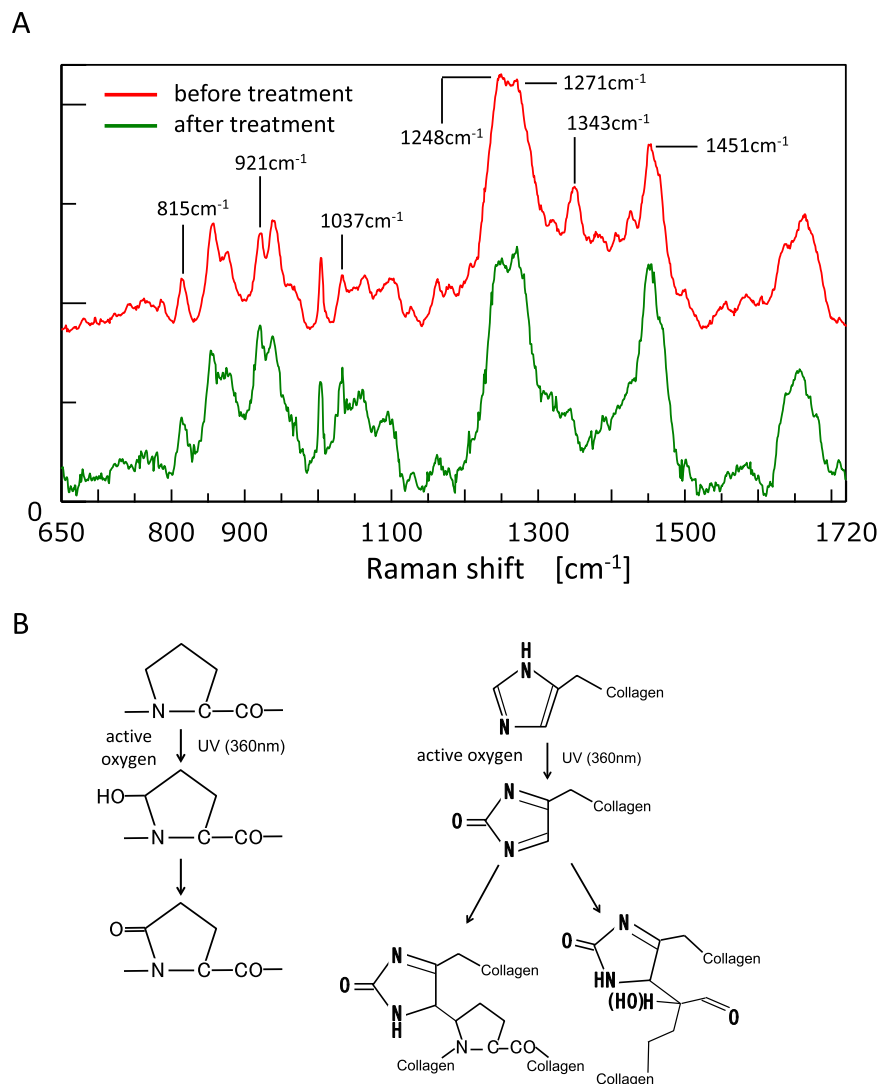 A
before treatment
after treatment
1271cm-1
1248cm-1
1343cm-1
1451cm-1
921cm-1
815cm-1
1037cm-1
0
650 800 900 1100 1300 1500 1720
Raman shift [cm-1]
B
N C CO
active oxygen
UV (360nm)
HO
N C CO
O
N C CO
H
N
N
Collagen
active oxygen
UV (360nm)
N
O
N
Collagen
N
O
N
H
Collagen
N C CO
Collagen
Collagen
N
O
HN
Collagen
(HO)H
O
Collagen